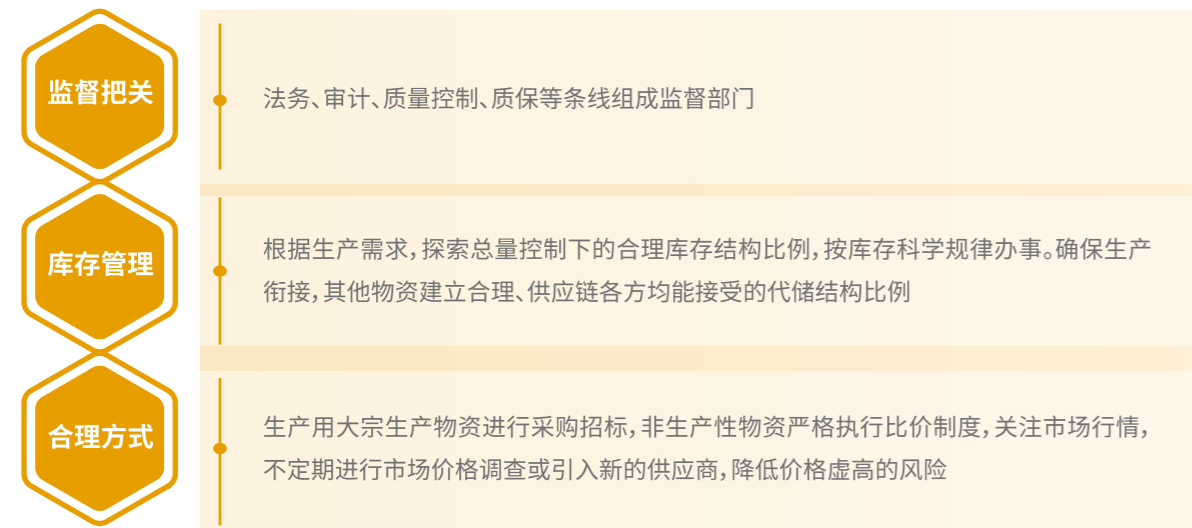 监督把关
法务、审计、质量控制、质保等条线组成监督部门
库存管理
根据生产需求，探索总量控制下的合理库存结构比例，按库存科学规律办事。确保生产
衔接，其他物资建立合理、供应链各方均能接受的代储结构比例
合理方式
生产用大宗生产物资进行采购招标，非生产性物资严格执行比价制度，关注市场行情，
不定期进行市场价格调查或引入新的供应商，降低价格虚高的风险